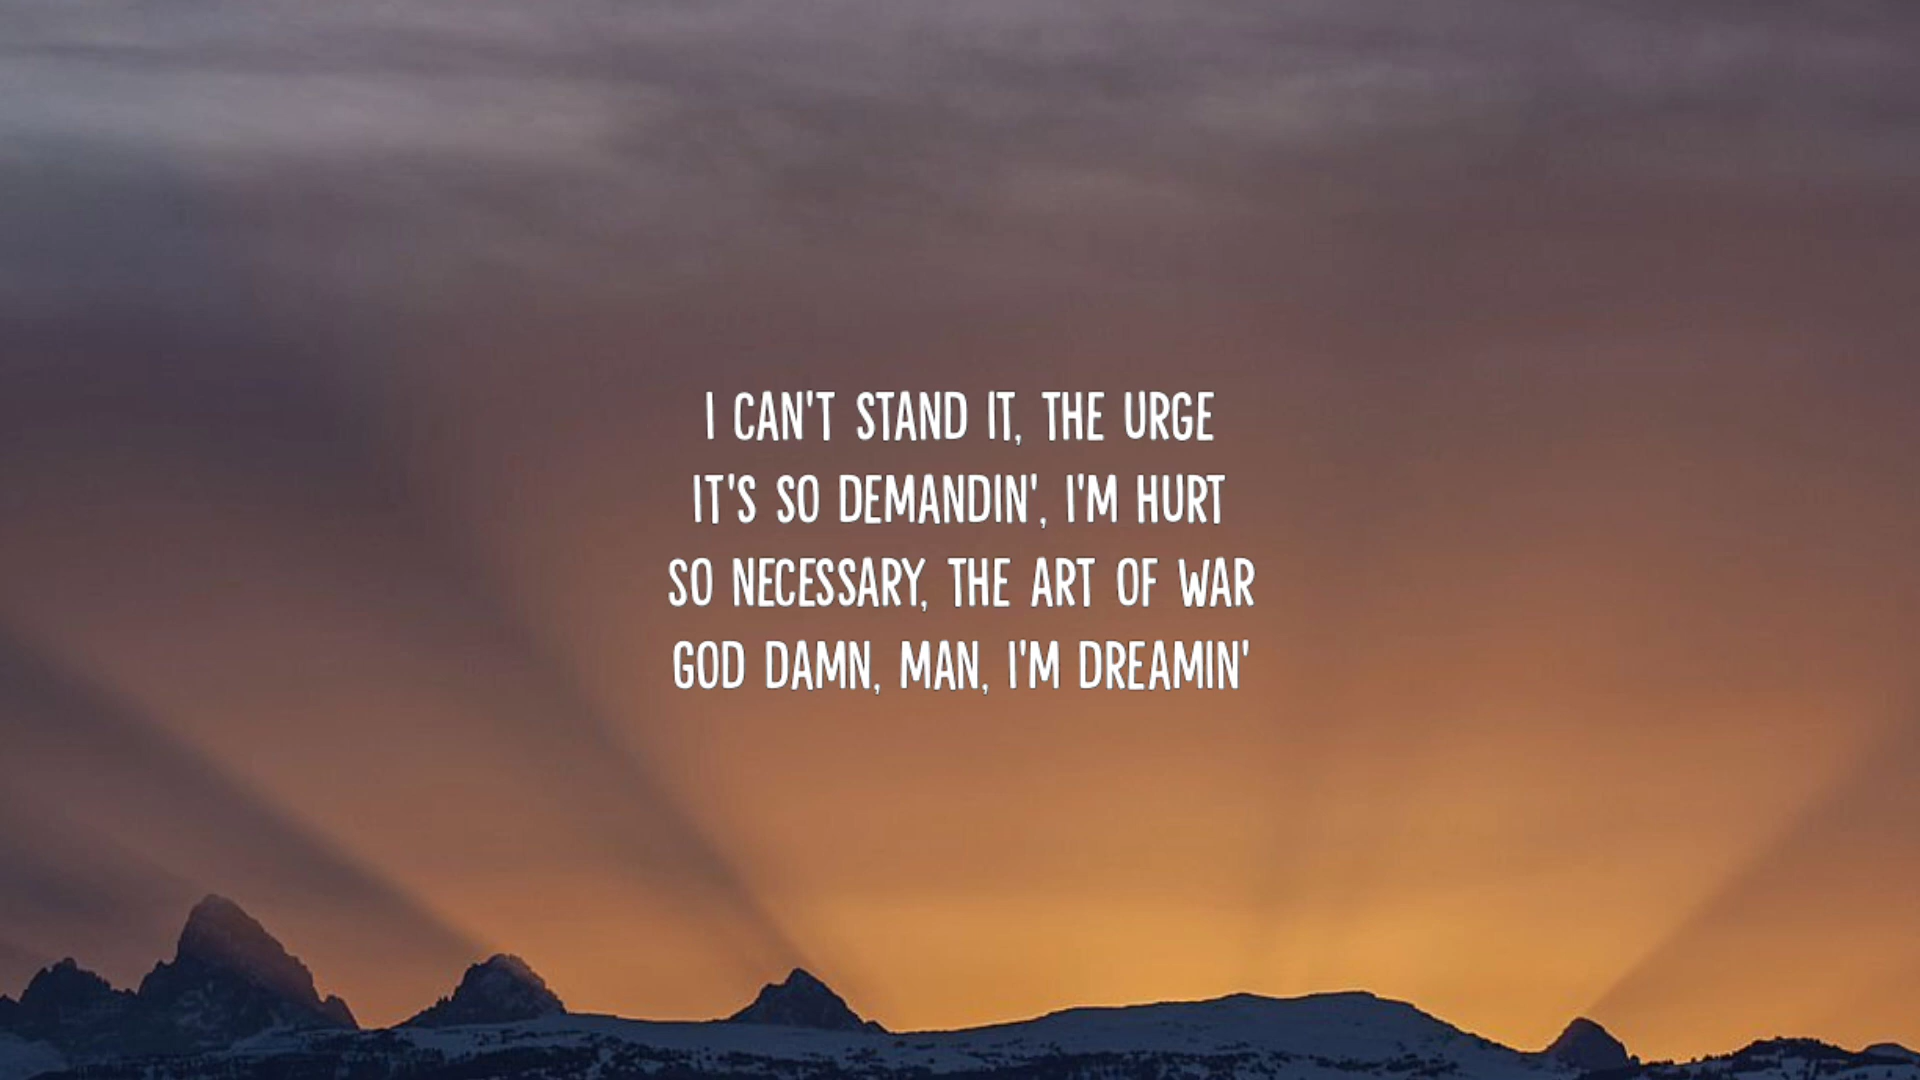 I CAN'T STAND IT, THE URGE
IT'S SO DEMANDIN', I'M HURT
SO NECESSARY, THE ART OF WAR
GOD DAMN, MAN, I'M DREAMIN'